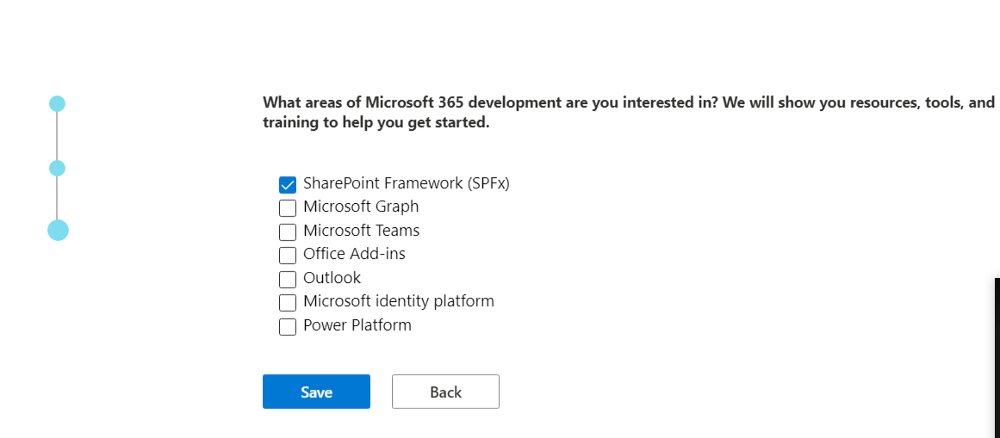 What areas of Microsoft 365 development are you interested in? We will show you resources, tools, and
training to help you get started.
SharePoint Framework (SPFx)
Microsoft Graph
Microsoft Teams
Office Add-ins
Outlook
Microsoft identity platform
Power Platform
Save Back